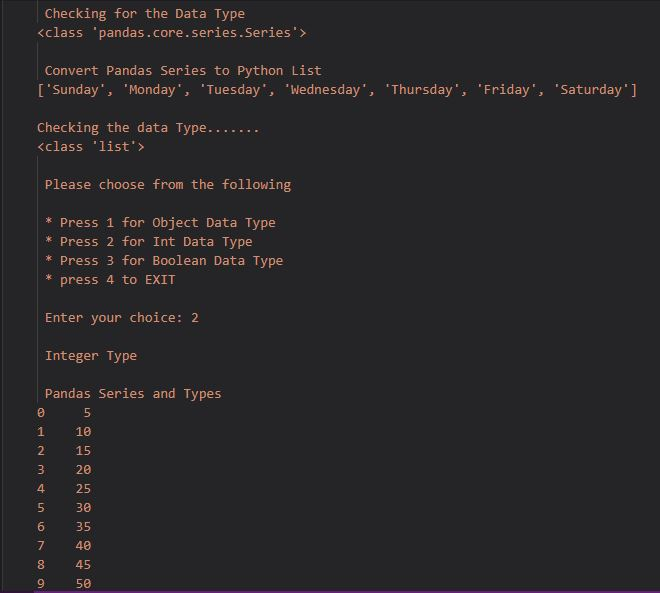 Checking for the Data Type
<class 'pandas.core.series.Series'>
Convert Pandas Series to Python List
['Sunday', 'Monday', 'Tuesday', 'Wednesday', 'Thursday', 'Friday', 'Saturday']
Checking the data Type.......
<class 'list'>
Please choose from the following
* Press 1 for Object Data Type
* Press 2 for Int Data Type
* Press 3 for Boolean Data Type
* press 4 to EXIT
Enter your choice: 2
Integer Type
Pandas Series and Types
0 5
1 10
2 15
3 20
4 25
5 30
6 35
7 40
8 45
9 50